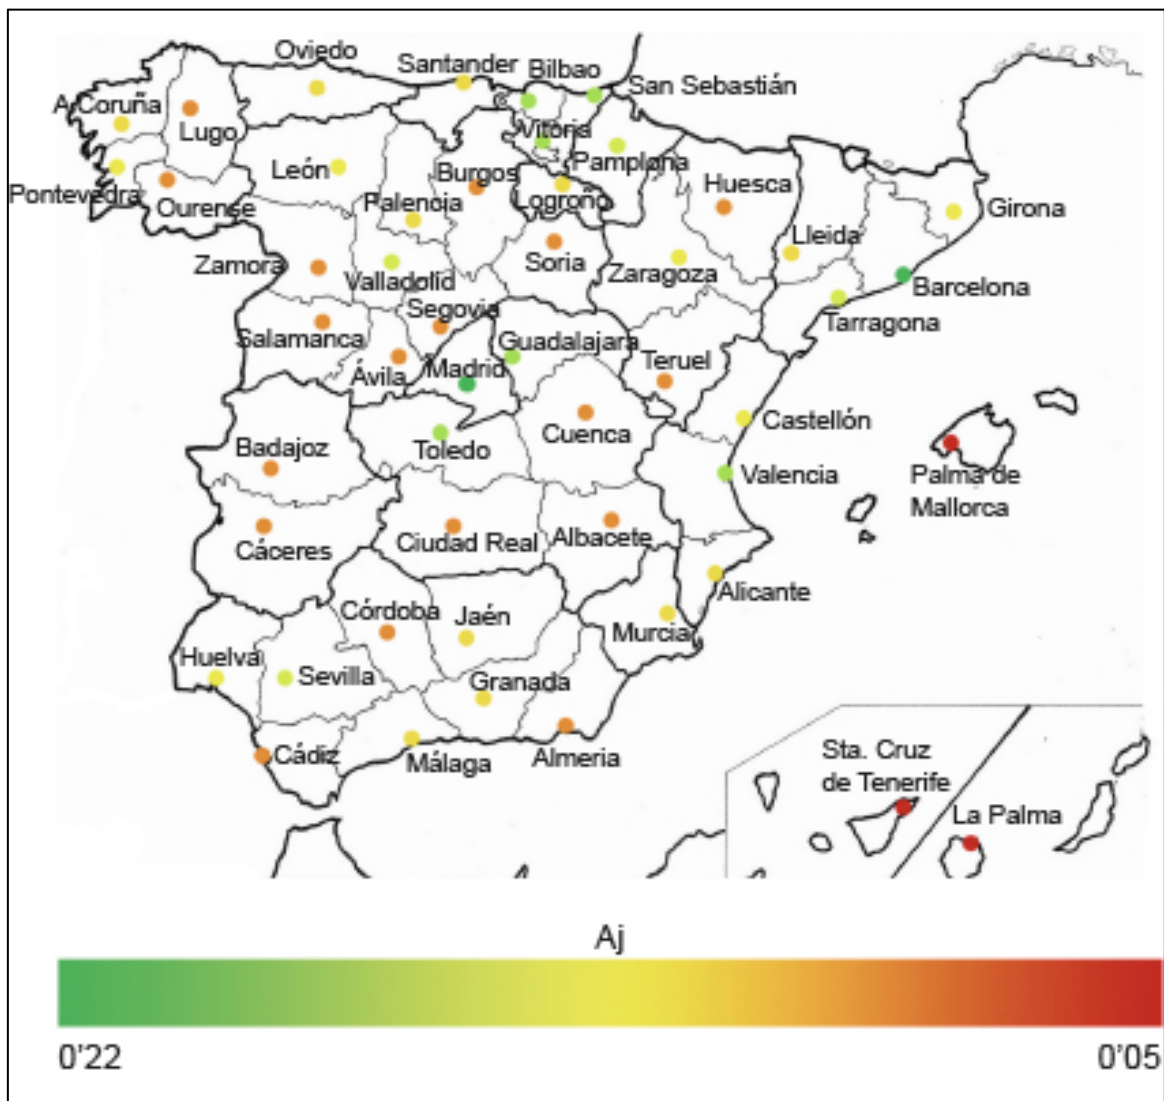 Oviedo
Santander
Bilbao
San Sebastián
A Coruña
Lugo
Vitoria
Pamplona
León
Burgos
Huesca
Pontevedra
Ourense
Palencia
Logroño
Girona
Lleida
Zamora
Valladolid
Soria
Zaragoza
Barcelona
Segovia
Tarragona
Salamanca
Guadalajara
Ávila
Madrid
Teruel
Castellón
Cuenca
Badajoz
Toledo
Valencia
Palma de
Mallorca
Cáceres
Ciudad Real
Albacete
Alicante
Córdoba
Jaén
Murcia
Huelva
Sevilla
Granada
Cádiz
Málaga
Almeria
Sta. Cruz
de Tenerife
La Palma
Aj
0'22
0'05